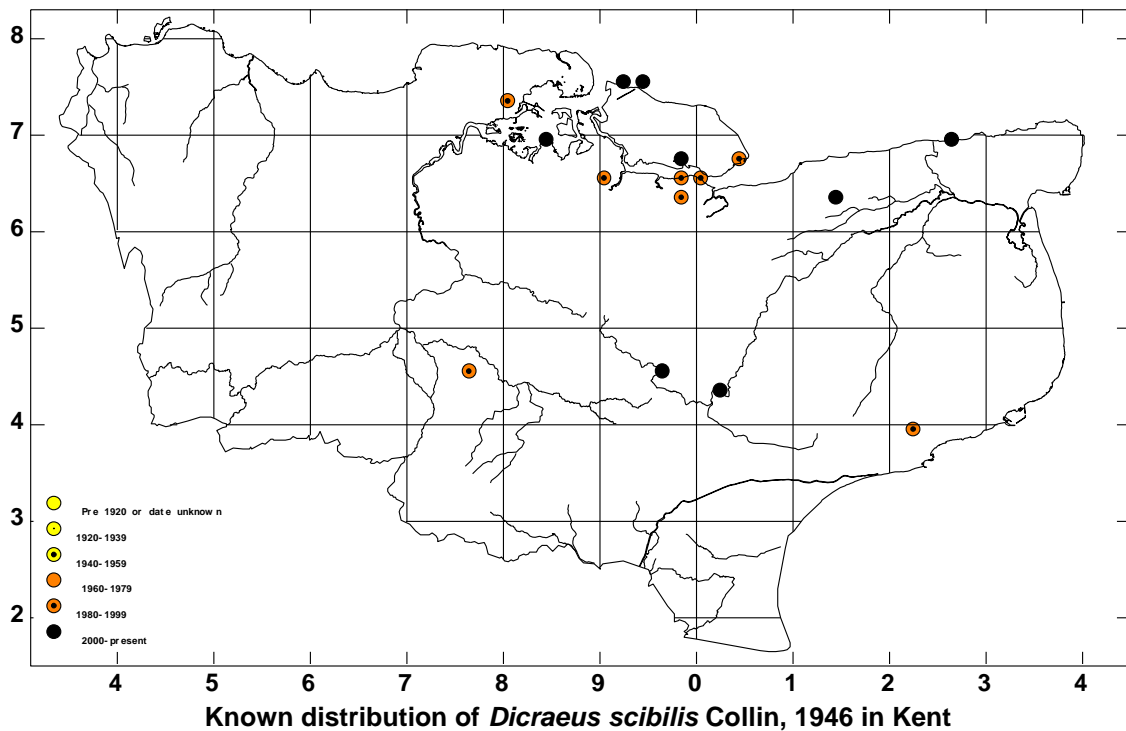 8
7
6
5
4
3
2
Pre 1920 or date unknown
1920-1939
1940-1959
1960-1979
1980-1999
2000-present
4 5 6 7 8 9 0 1 2 3 4
Known distribution of Dicraeus scibilis Collin, 1946 in Kent